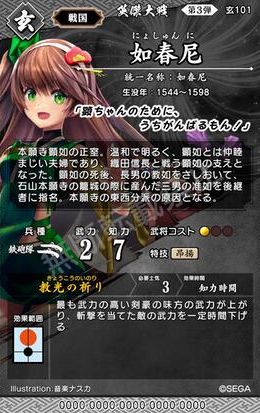 玄
戦国
英傑大戦
第3弾
玄101
にょしゅん に
如春尼
統一名称：如春尼
生没年：1544〜1598
「顕ちゃんのために、
うちがんばるもん！」
本願寺顕如の正室。温和で明るく、顕如とは仲睦
まじい夫婦であり、織田信長と戦う顕如の支えと
なった。顕如の死後、長男の教如をさしおいて、
石山本願寺の籠城の際に産んだ三男の准如を後継
者に指名。本願寺の東西分派の原因となる。
兵種
武力
知力
武将コスト
鉄砲隊
2
7
特技
昂揚
きょうこうのいのり
教光の祈り
必要士気
3
効果時間
知力時間
効果範囲
最も武力の高い剣豪の味方の武力が上が
り、斬撃を当てた敵の武力を一定時間下げ
る
Illustration:音楽ナスカ
©SEGA
0000-0000-0000-0000-0000